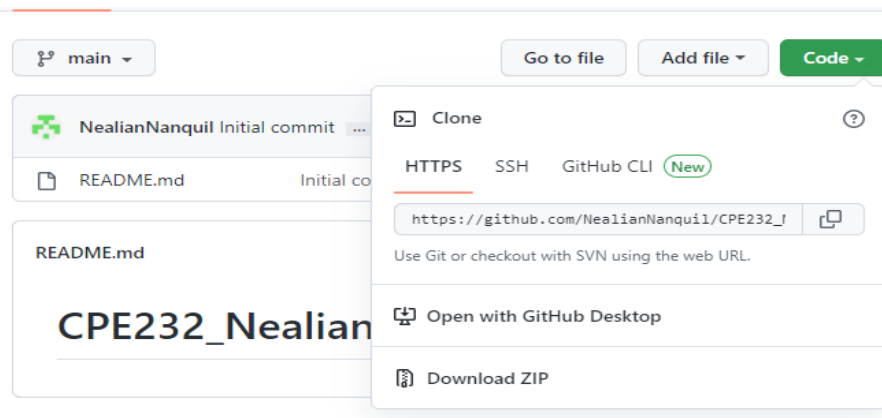 main
Go to file
Add file
Code
NealianNanquil Initial commit ...
Clone
HTTPS SSH GitHub CLI New
README.md Initial co
https://github.com/NealianNanquil/CPE232_
Use Git or checkout with SVN using the web URL.
README.md
Open with GitHub Desktop
CPE232_Nealian
Download ZIP